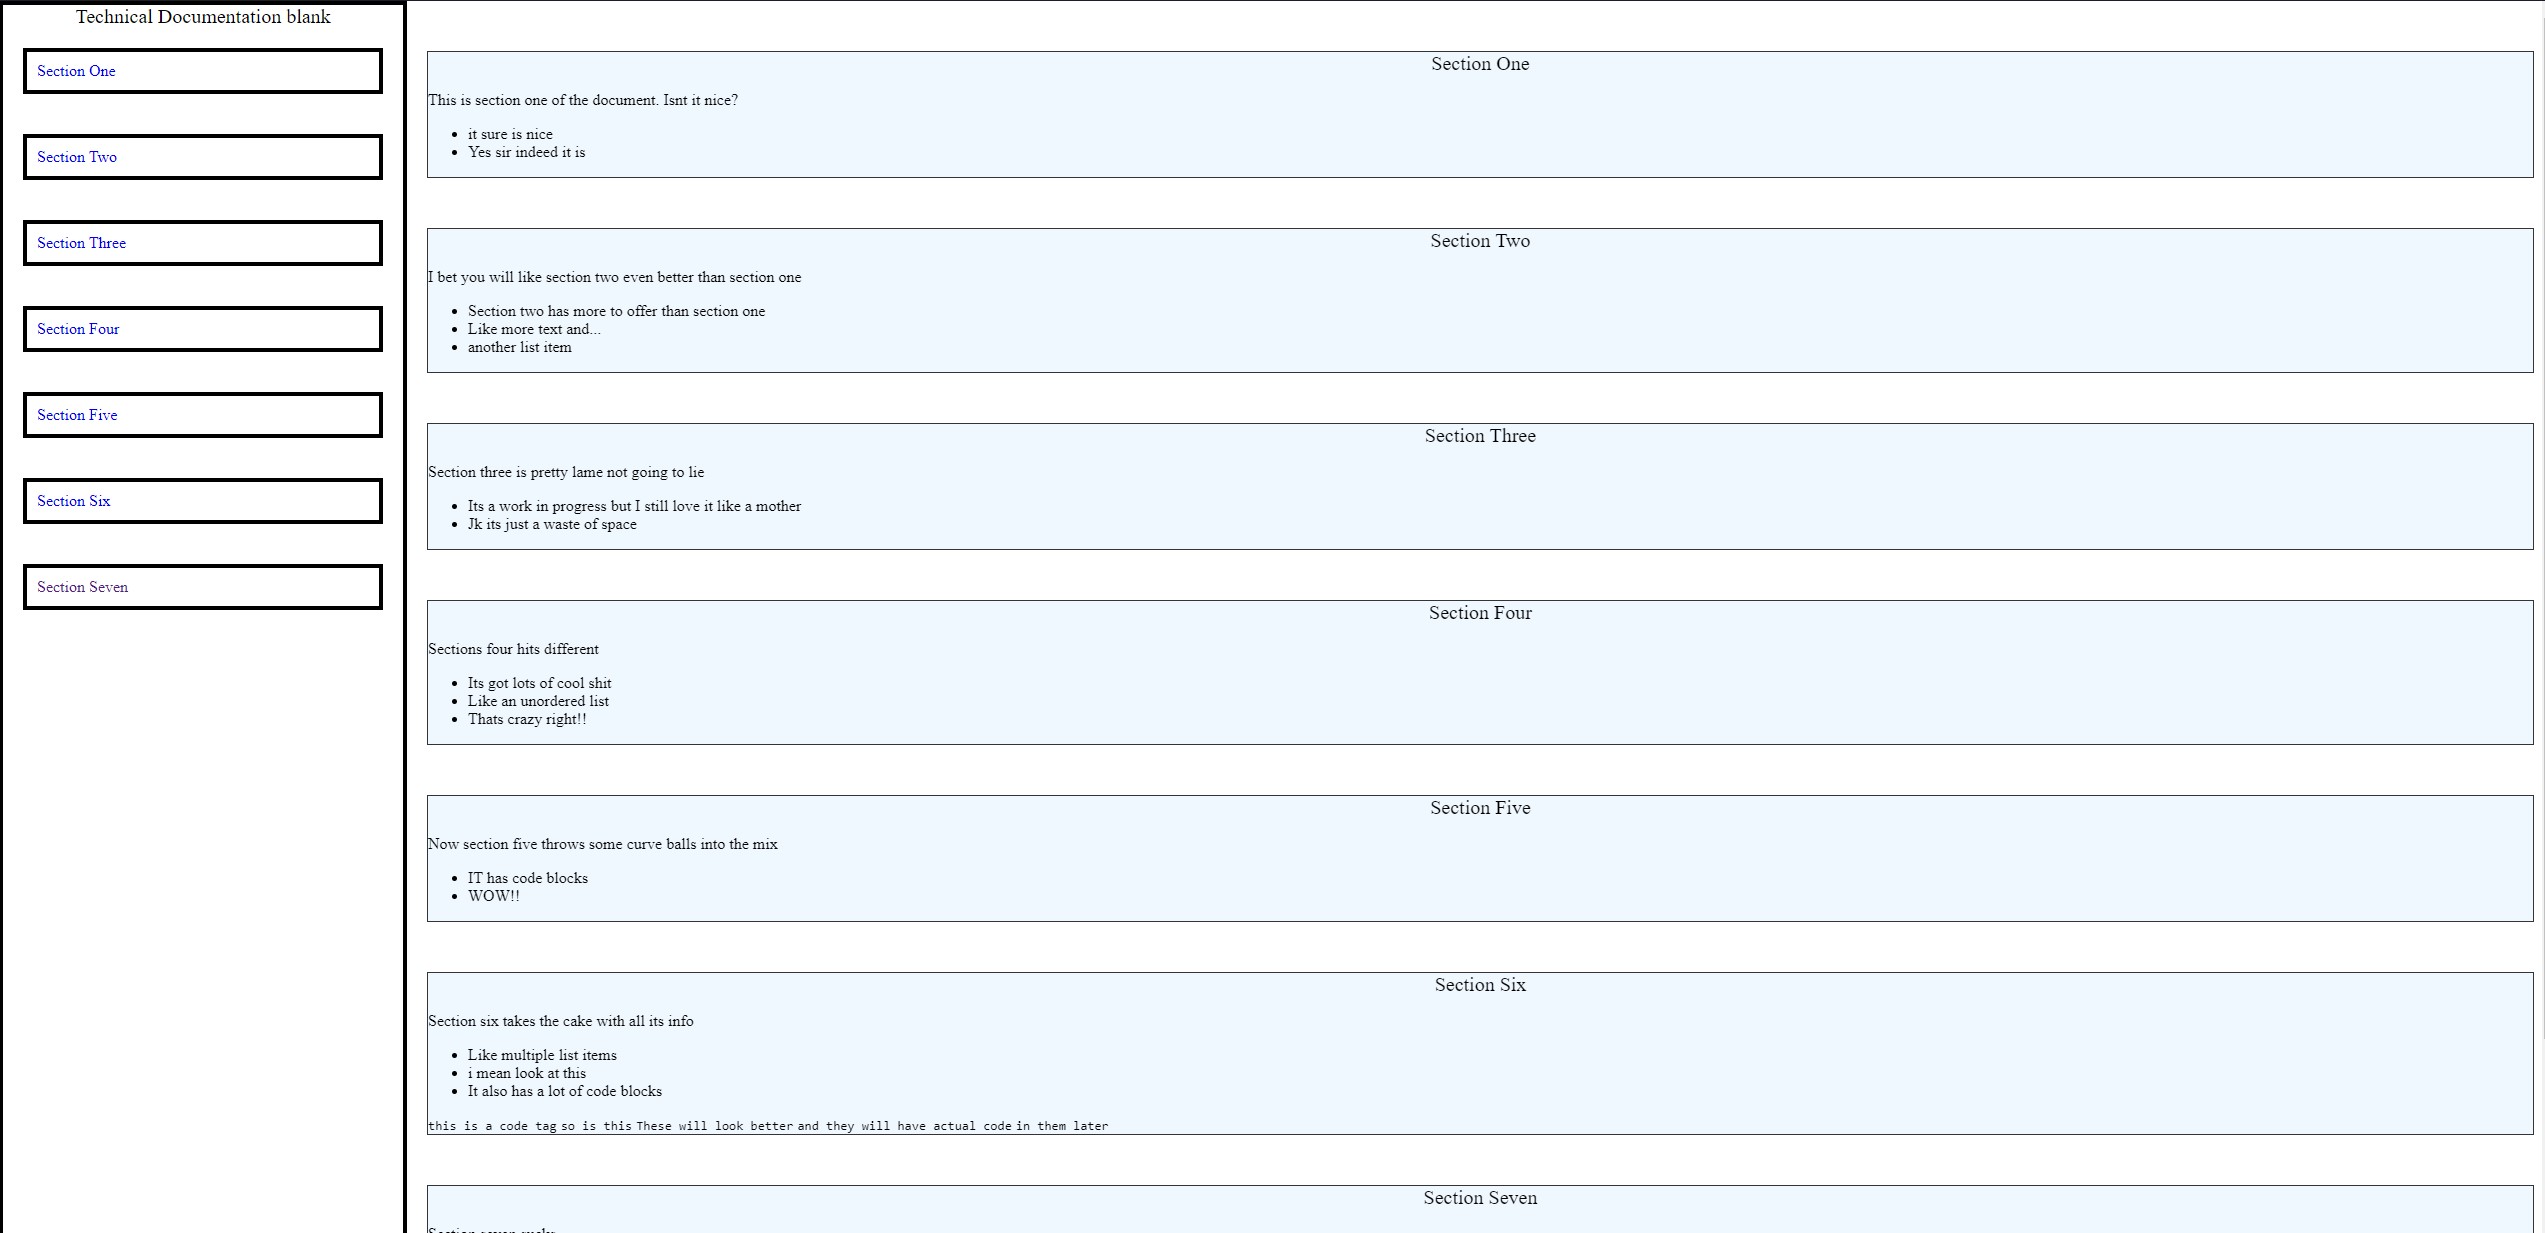 Technical Documentation blank
Section One
Section Two
Section Three
Section Four
Section Five
Section Six
Section Seven
Section One
This is section one of the document. Isnt it nice?
it sure is nice
Yes sir indeed it is
Section Two
I bet you will like section two even better than section one
Section two has more to offer than section one
Like more text and...
another list item
Section Three
Section three is pretty lame not going to lie
Its a work in progress but I still love it like a mother
Jk its just a waste of space
Section Four
Sections four hits different
Its got lots of cool shit
Like an unordered list
Thats crazy right!!
Section Five
Now section five throws some curve balls into the mix
IT has code blocks
WOW!!
Section Six
Section six takes the cake with all its info
Like multiple list items
i mean look at this
It also has a lot of code blocks
this is a code tag so is this These will look better and they will have actual code in them later
Section Seven